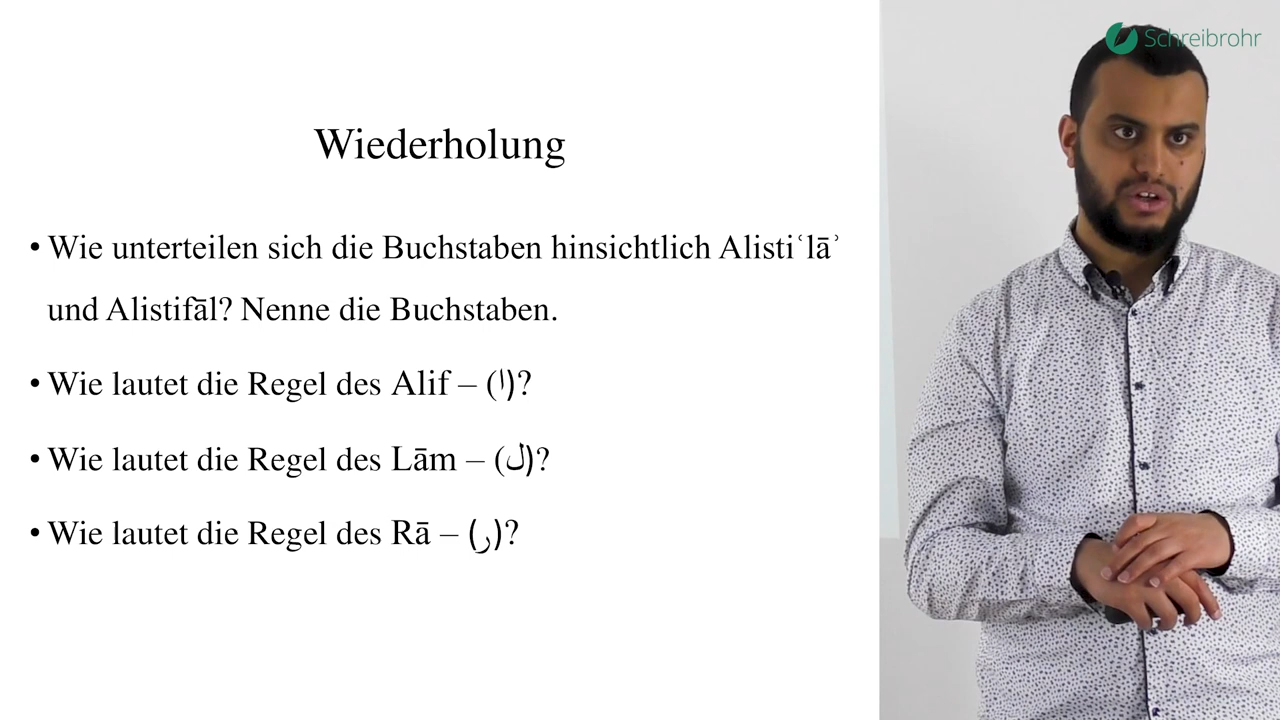 Schreibrohr
Wiederholung
• Wie unterteilen sich die Buchstaben hinsichtlich Alistiʿlāʾ
und Alistifāl? Nenne die Buchstaben.
• Wie lautet die Regel des Alif – (ا)?
• Wie lautet die Regel des Lām – (ل)?
• Wie lautet die Regel des Rā – (ر)?